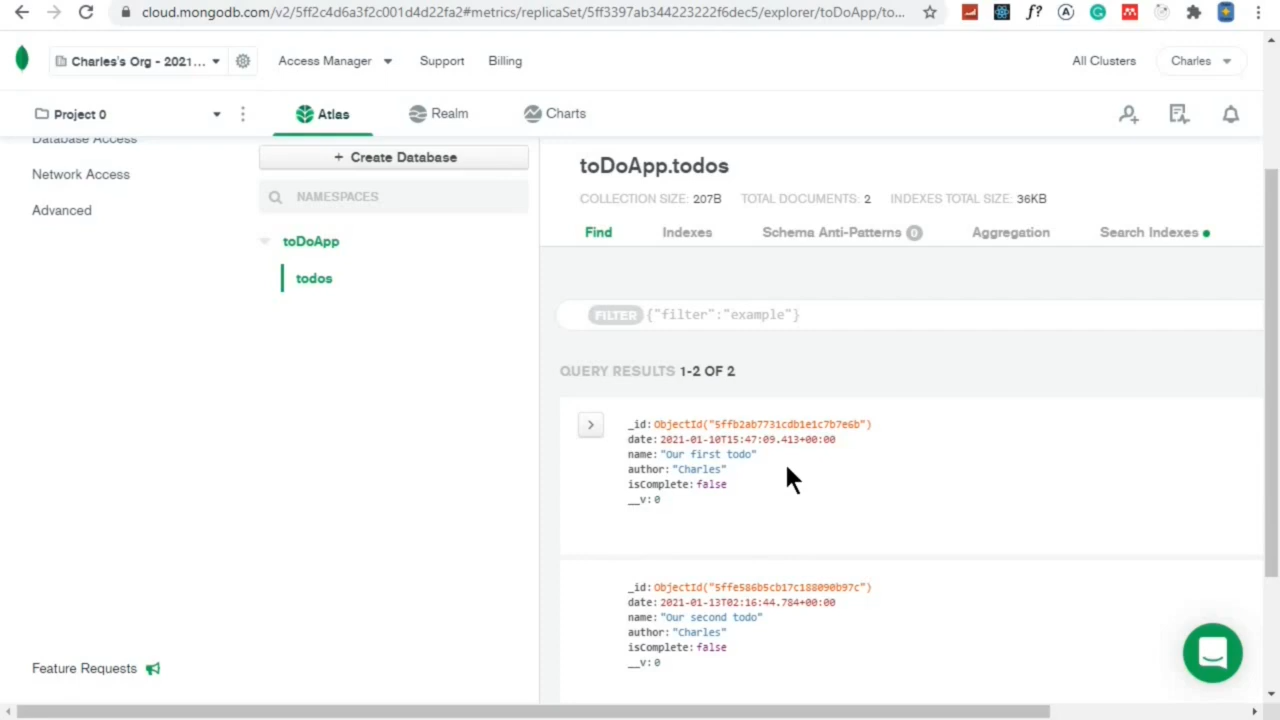 cloud.mongodb.com/v2/5ff2c4d6a3f2c001d4d22fa2#metrics/replicaSet/5ff3397ab344223222f6dec5/explorer/toDoApp/to...
Charles's Org - 2021...
Access Manager
Support
Billing
All Clusters
Charles
Project 0
Atlas
Realm
Charts
Database Access
Network Access
Advanced
Feature Requests
+ Create Database
NAMESPACES
toDoApp
todos
toDoApp.todos
COLLECTION SIZE: 207B TOTAL DOCUMENTS: 2 INDEXES TOTAL SIZE: 36KB
Find Indexes Schema Anti-Patterns 0 Aggregation Search Indexes
FILTER {"filter":"example"}
QUERY RESULTS 1-2 OF 2
_id: ObjectId("5ffb2ab7731cdb1e1c7b7e6b")
date: 2021-01-10T15:47:09.413+00:00
name: "Our first todo"
author: "Charles"
isComplete: false
__v: 0
_id: ObjectId("5ffe586b5cb17c188090b97c")
date: 2021-01-13T02:16:44.784+00:00
name: "Our second todo"
author: "Charles"
isComplete: false
__v: 0